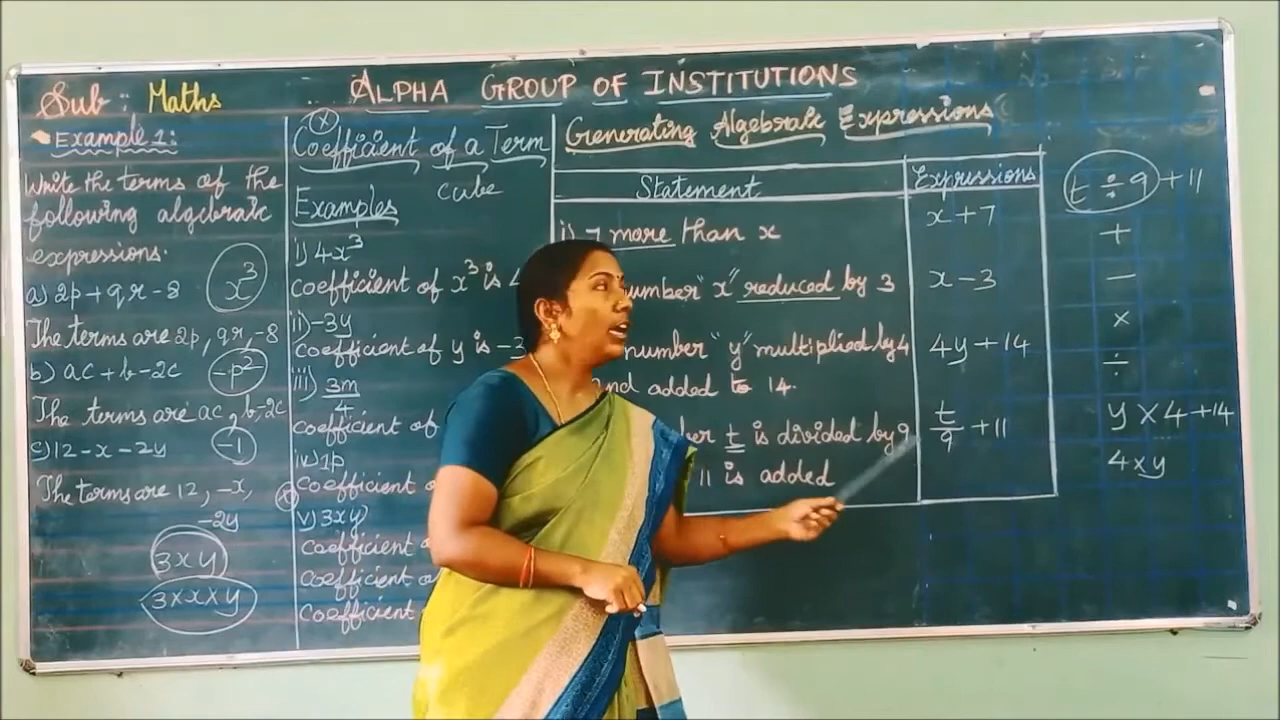 Sub : Maths
ALPHA GROUP OF INSTITUTIONS
Example 1:
Write the terms of the
following algebraic
expressions.
x³
a) 2p + qr - 8
The terms are 2p, qr, -8
b) ac + b - 2c
-p²
The terms are ac, b, -2c
c) 12 - x - 2y
-1
The terms are 12, -x,
-2y
3xy
3×x×y
(x)
Coefficient of a Term
cube
Examples
i) 4x³
coefficient of x³ is 4
ii) -3y
coefficient of y is -3
iii) 3m
4
coefficient of
iv) 1p
coefficient o
v) 3xy
coefficient o
coefficient o
coefficient
Generating Algebraic Expressions
Statement Expressions
i) 7 more than x x + 7
number "x" reduced by 3 x - 3
number "y" multiplied by 4 4y + 14
and added to 14.
t is divided by 9 t/9 + 11
11 is added
t ÷ 9 + 11
+
-
×
÷
y × 4 + 14
4 × y